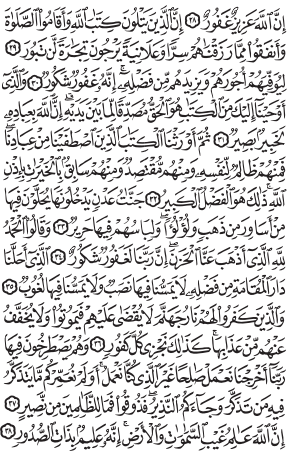 إِنَّ ٱللَّهَ عَزِيزٌ غَفُورٌ ٢٨ إِنَّ ٱلَّذِينَ يَتْلُونَ كِتَٰبَ ٱللَّهِ وَأَقَامُوا۟ ٱلصَّلَوٰةَ
وَأَنفَقُوا۟ مِمَّا رَزَقْنَٰهُمْ سِرًّا وَعَلَانِيَةً يَرْجُونَ تِجَٰرَةً لَّن تَبُورَ ٢٩
لِيُوَفِّيَهُمْ أُجُورَهُمْ وَيَزِيدَهُم مِّن فَضْلِهِۦٓ ۚ إِنَّهُۥ غَفُورٌ شَكُورٌ ٣٠ وَٱلَّذِىٓ
أَوْحَيْنَآ إِلَيْكَ مِنَ ٱلْكِتَٰبِ هُوَ ٱلْحَقُّ مُصَدِّقًا لِّمَا بَيْنَ يَدَيْهِ ۗ إِنَّ ٱللَّهَ بِعِبَادِهِۦ
لَخَبِيرٌۢ بَصِيرٌ ٣١ ثُمَّ أَوْرَثْنَا ٱلْكِتَٰبَ ٱلَّذِينَ ٱصْطَفَيْنَا مِنْ عِبَادِنَا ۖ
فَمِنْهُمْ ظَالِمٌ لِّنَفْسِهِۦ وَمِنْهُم مُّقْتَصِدٌ وَمِنْهُمْ سَابِقٌۢ بِٱلْخَيْرَٰتِ بِإِذْنِ
ٱللَّهِ ۚ ذَٰلِكَ هُوَ ٱلْفَضْلُ ٱلْكَبِيرُ ٣٢ جَنَّٰتُ عَدْنٍ يَدْخُلُونَهَا يُحَلَّوْنَ فِيهَا
مِنْ أَسَاوِرَ مِن ذَهَبٍ وَلُؤْلُؤًا ۖ وَلِبَاسُهُمْ فِيهَا حَرِيرٌ ٣٣ وَقَالُوا۟ ٱلْحَمْدُ
لِلَّهِ ٱلَّذِىٓ أَذْهَبَ عَنَّا ٱلْحَزَنَ ۖ إِنَّ رَبَّنَا لَغَفُورٌ شَكُورٌ ٣٤ ٱلَّذِىٓ أَحَلَّنَا
دَارَ ٱلْمُقَامَةِ مِن فَضْلِهِۦ لَا يَمَسُّنَا فِيهَا نَصَبٌ وَلَا يَمَسُّنَا فِيهَا لُغُوبٌ ٣٥
وَٱلَّذِينَ كَفَرُوا۟ لَهُمْ نَارُ جَهَنَّمَ لَا يُقْضَىٰ عَلَيْهِمْ فَيَمُوتُوا۟ وَلَا يُخَفَّفُ
عَنْهُم مِّنْ عَذَابِهَا ۚ كَذَٰلِكَ نَجْزِى كُلَّ كَفُورٍ ٣٦ وَهُمْ يَصْطَرِخُونَ فِيهَا
رَبَّنَآ أَخْرِجْنَا نَعْمَلْ صَٰلِحًا غَيْرَ ٱلَّذِى كُنَّا نَعْمَلُ ۚ أَوَلَمْ نُعَمِّرْكُم مَّا يَتَذَكَّرُ
فِيهِ مَن تَذَكَّرَ وَجَآءَكُمُ ٱلنَّذِيرُ ۖ فَذُوقُوا۟ فَمَا لِلظَّٰلِمِينَ مِن نَّصِيرٍ ٣٧
إِنَّ ٱللَّهَ عَٰلِمُ غَيْبِ ٱلسَّمَٰوَٰتِ وَٱلْأَرْضِ ۚ إِنَّهُۥ عَلِيمٌۢ بِذَاتِ ٱلصُّدُورِ ٣٨